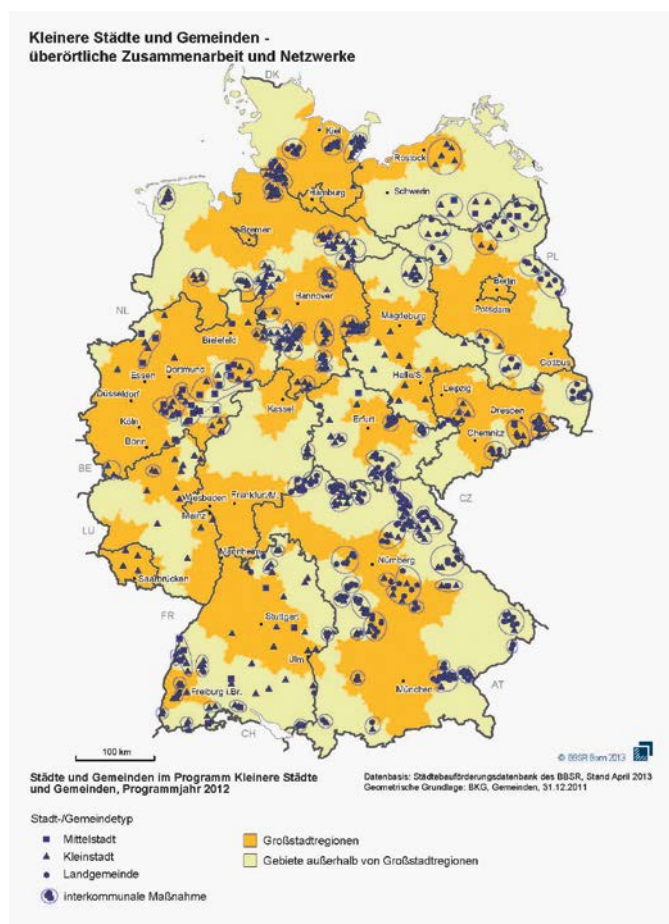 Kleinere Städte und Gemeinden -
überörtliche Zusammenarbeit und Netzwerke
DK
Kiel
Rostock
Schwerin
Hamburg
Bremen
PL
NL
Berlin
Potsdam
Hannover
Magdeburg
Bielefeld
Cottbus
Essen
Dortmund
Halle/S.
Leipzig
Düsseldorf
Kassel
Dresden
Köln
Erfurt
Chemnitz
Bonn
BE
Wiesbaden
Frankfurt/M.
CZ
Mainz
LU
Mannheim
Nürnberg
Saarbrücken
FR
Stuttgart
Ulm
AT
München
Freiburg i.Br.
CH
100 km
© BBSR Bonn 2013
Städte und Gemeinden im Programm Kleinere Städte
und Gemeinden, Programmjahr 2012
Datenbasis: Städtebauförderungsdatenbank des BBSR, Stand April 2013
Geometrische Grundlage: BKG, Gemeinden, 31.12.2011
Stadt-/Gemeindetyp
Mittelstadt
Kleinstadt
Landgemeinde
interkommunale Maßnahme
Großstadtregionen
Gebiete außerhalb von Großstadtregionen